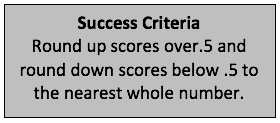 Success Criteria
Round up scores over.5 and
round down scores below .5 to
the nearest whole number.